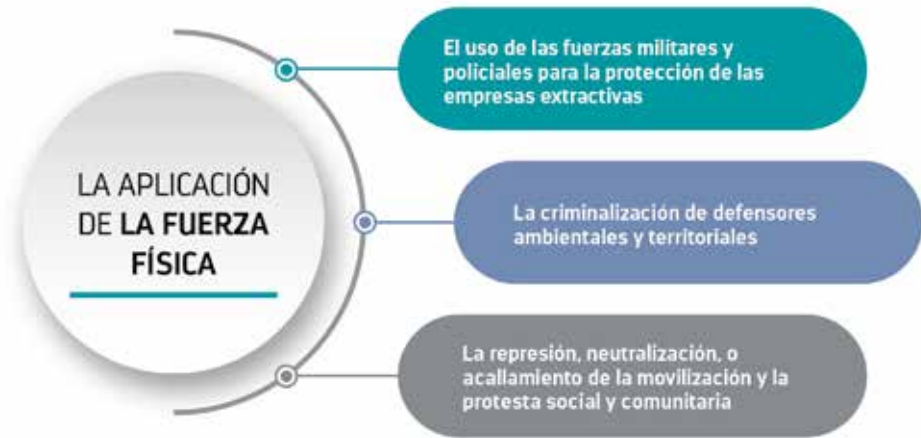 LA APLICACIÓN
DE LA FUERZA
FÍSICA
El uso de las fuerzas militares y
policiales para la protección de las
empresas extractivas
La criminalización de defensores
ambientales y territoriales
La represión, neutralización, o
acallamiento de la movilización y la
protesta social y comunitaria